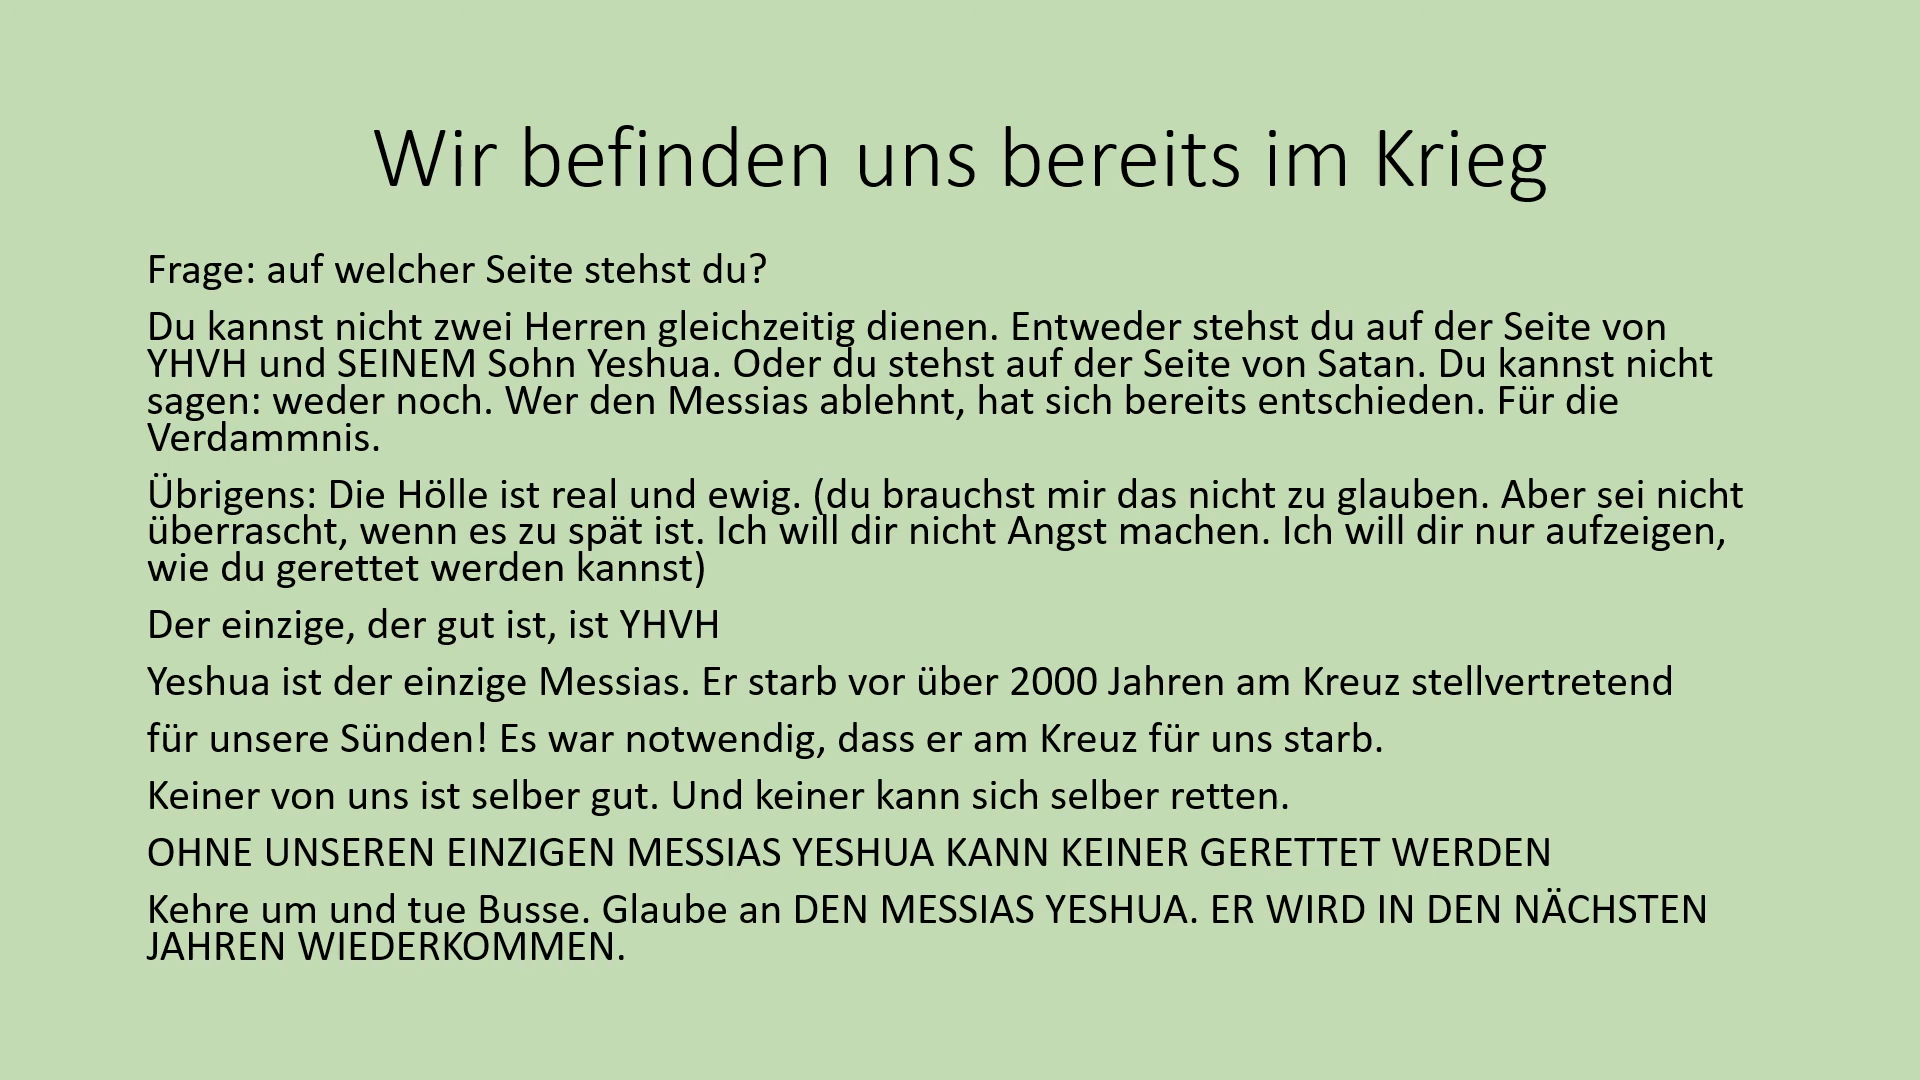 Wir befinden uns bereits im Krieg
Frage: auf welcher Seite stehst du?
Du kannst nicht zwei Herren gleichzeitig dienen. Entweder stehst du auf der Seite von
YHVH und SEINEM Sohn Yeshua. Oder du stehst auf der Seite von Satan. Du kannst nicht
sagen: weder noch. Wer den Messias ablehnt, hat sich bereits entschieden. Für die
Verdammnis.
Übrigens: Die Hölle ist real und ewig. (du brauchst mir das nicht zu glauben. Aber sei nicht
überrascht, wenn es zu spät ist. Ich will dir nicht Angst machen. Ich will dir nur aufzeigen,
wie du gerettet werden kannst)
Der einzige, der gut ist, ist YHVH
Yeshua ist der einzige Messias. Er starb vor über 2000 Jahren am Kreuz stellvertretend
für unsere Sünden! Es war notwendig, dass er am Kreuz für uns starb.
Keiner von uns ist selber gut. Und keiner kann sich selber retten.
OHNE UNSEREN EINZIGEN MESSIAS YESHUA KANN KEINER GERETTET WERDEN
Kehre um und tue Busse. Glaube an DEN MESSIAS YESHUA. ER WIRD IN DEN NÄCHSTEN
JAHREN WIEDERKOMMEN.